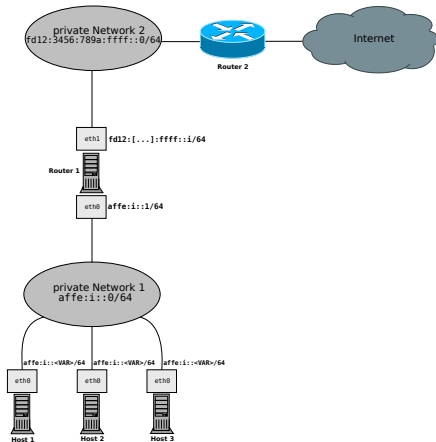 private Network 2
fd12:3456:789a:ffff::0/64
Internet
Router 2
eth1
fd12:[...]:ffff::i/64
Router 1
eth0
affe:i::1/64
private Network 1
affe:i::0/64
affe:i::<VAR>/64 affe:i::<VAR>/64 affe:i::<VAR>/64
eth0 eth0 eth0
Host 1 Host 2 Host 3